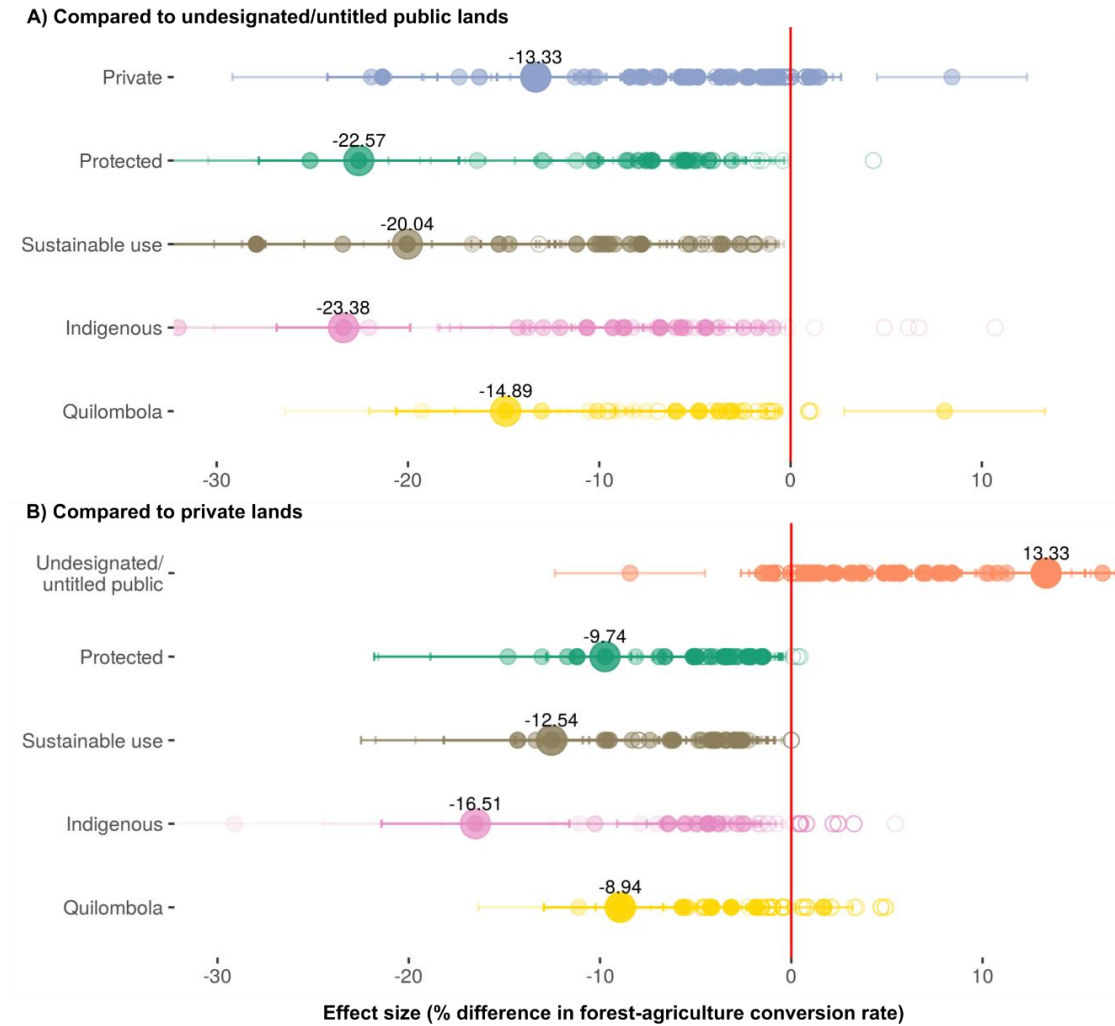 A) Compared to undesignated/untitled public lands
Private
-13.33
Protected
-22.57
Sustainable use
-20.04
Indigenous
-23.38
Quilombola
-14.89
-30 -20 -10 0 10
B) Compared to private lands
Undesignated/
untitled public
13.33
Protected
-9.74
Sustainable use
-12.54
Indigenous
-16.51
Quilombola
-8.94
-30 -20 -10 0 10
Effect size (% difference in forest-agriculture conversion rate)